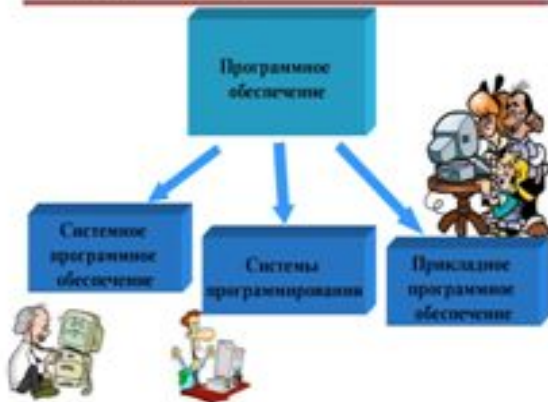 Программное
обеспечение
Системное
программное
обеспечение
Системы
программирования
Прикладное
программное
обеспечение